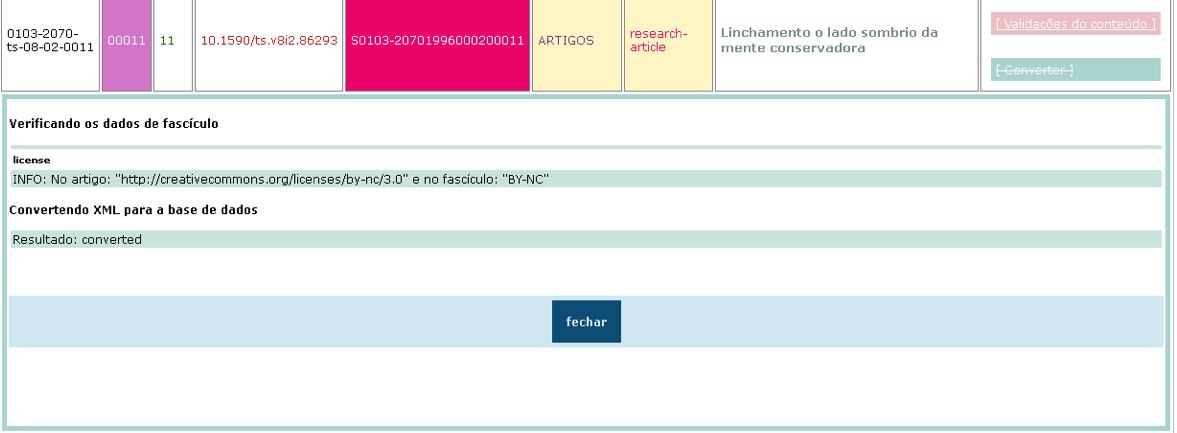 0103-2070-
ts-08-02-0011
00011
11
10.1590/ts.v8i2.86293
S0103-20701996000200011
ARTIGOS
research-
article
Linchamento o lado sombrio da
mente conservadora
[ Validações do conteúdo ]
[ Converter ]
Verificando os dados de fascículo
license
INFO: No artigo: "http://creativecommons.org/licenses/by-nc/3.0" e no fascículo: "BY-NC"
Convertendo XML para a base de dados
Resultado: converted
fechar